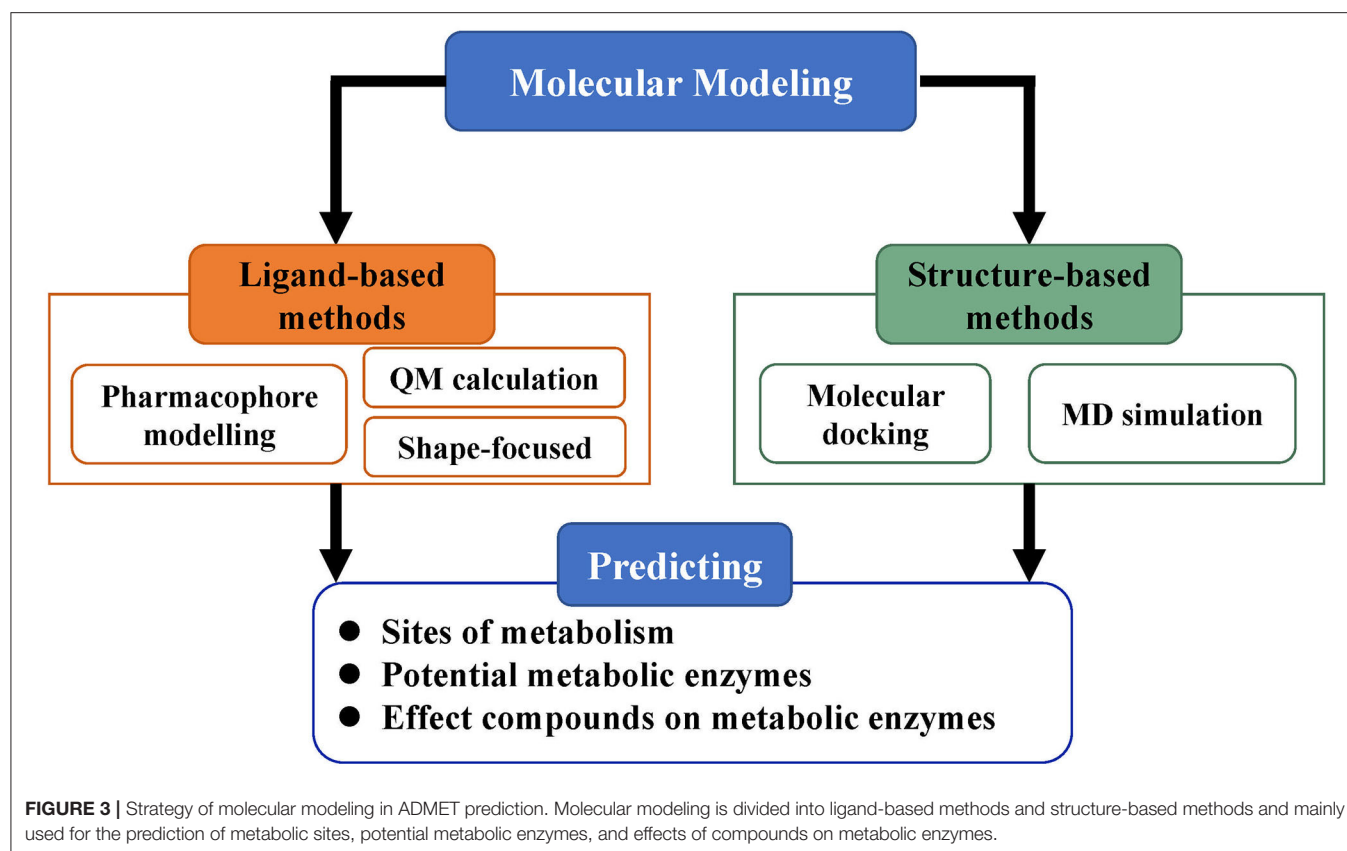 Molecular Modeling
Ligand-based
methods
Pharmacophore
modelling
QM calculation
Shape-focused
Structure-based
methods
Molecular
docking
MD simulation
Predicting
● Sites of metabolism
● Potential metabolic enzymes
● Effect compounds on metabolic enzymes
FIGURE 3 | Strategy of molecular modeling in ADMET prediction. Molecular modeling is divided into ligand-based methods and structure-based methods and mainly
used for the prediction of metabolic sites, potential metabolic enzymes, and effects of compounds on metabolic enzymes.